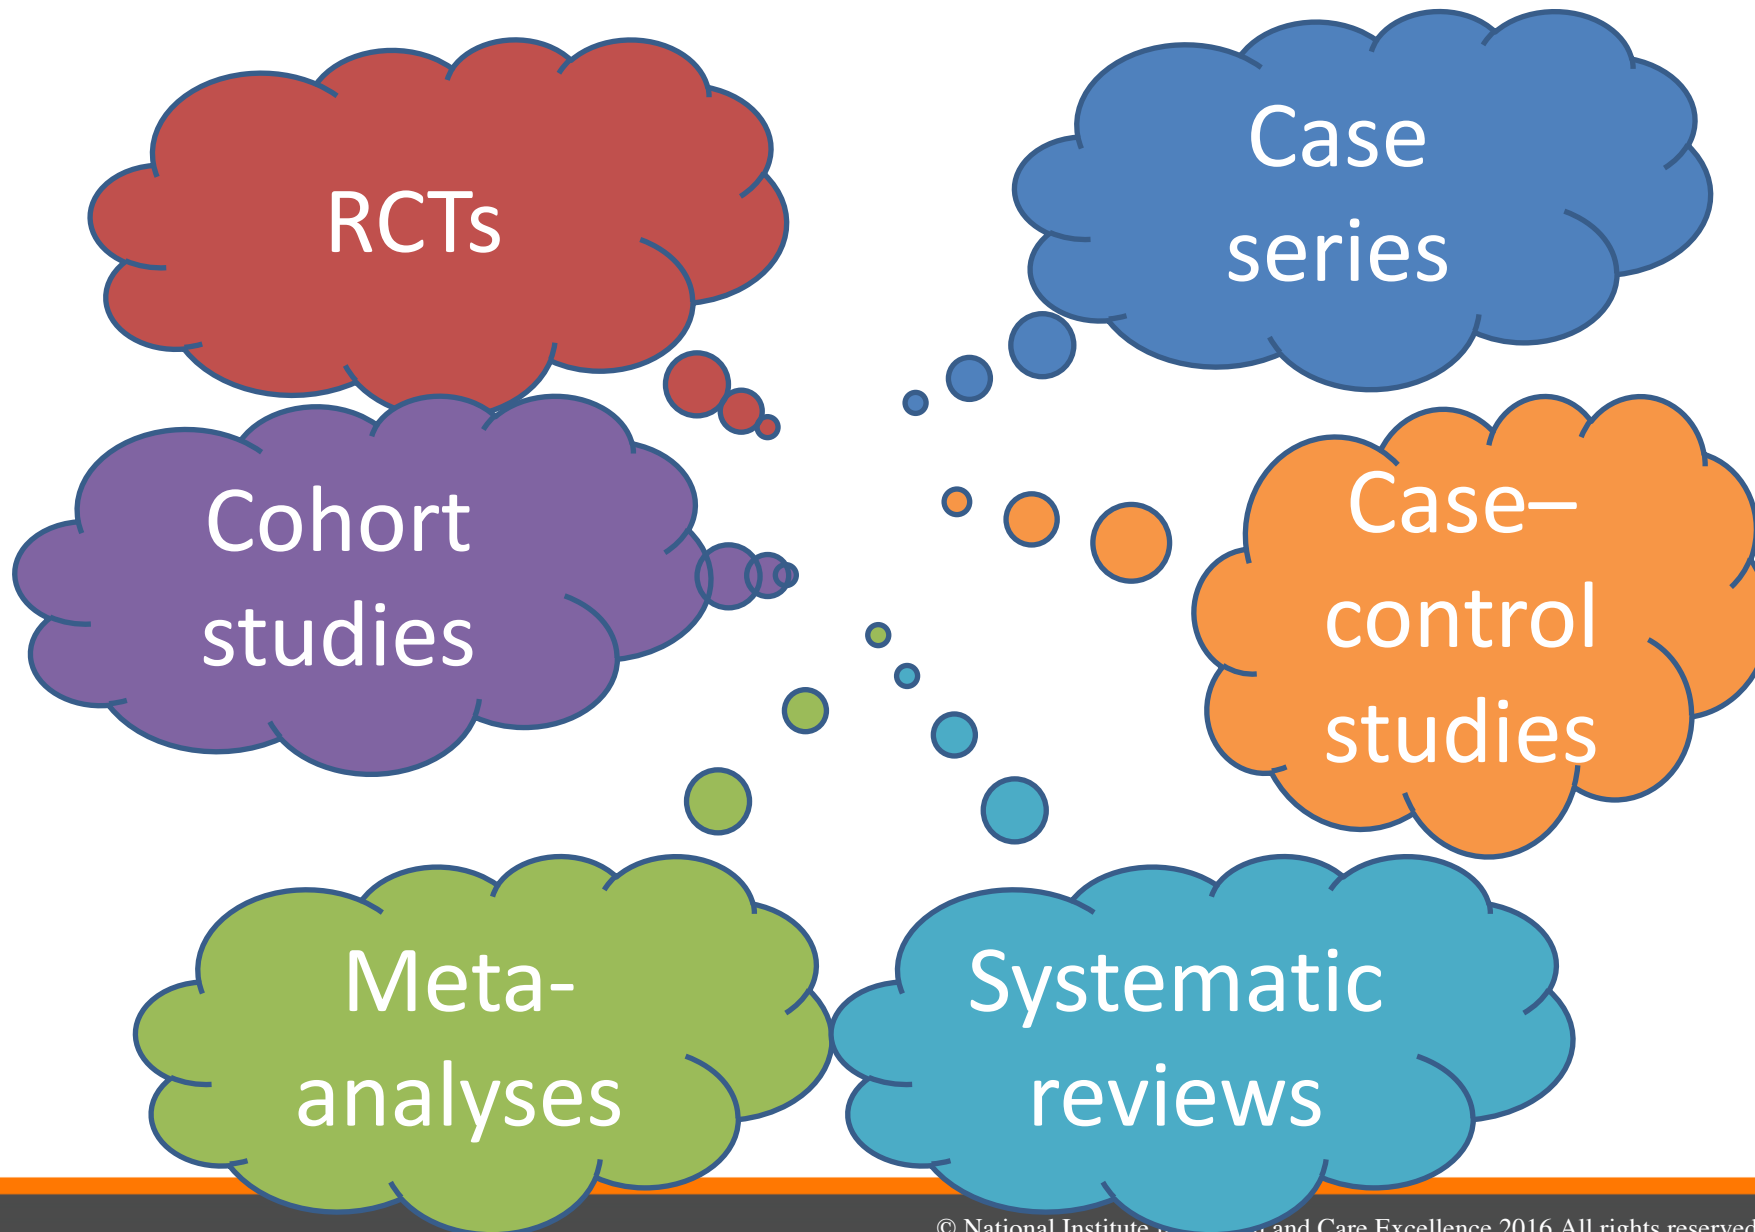 RCTs
Case
series
Cohort
studies
Case–
control
studies
Meta-
analyses
Systematic
reviews
© National Institute and Care Excellence 2016 All rights reserved